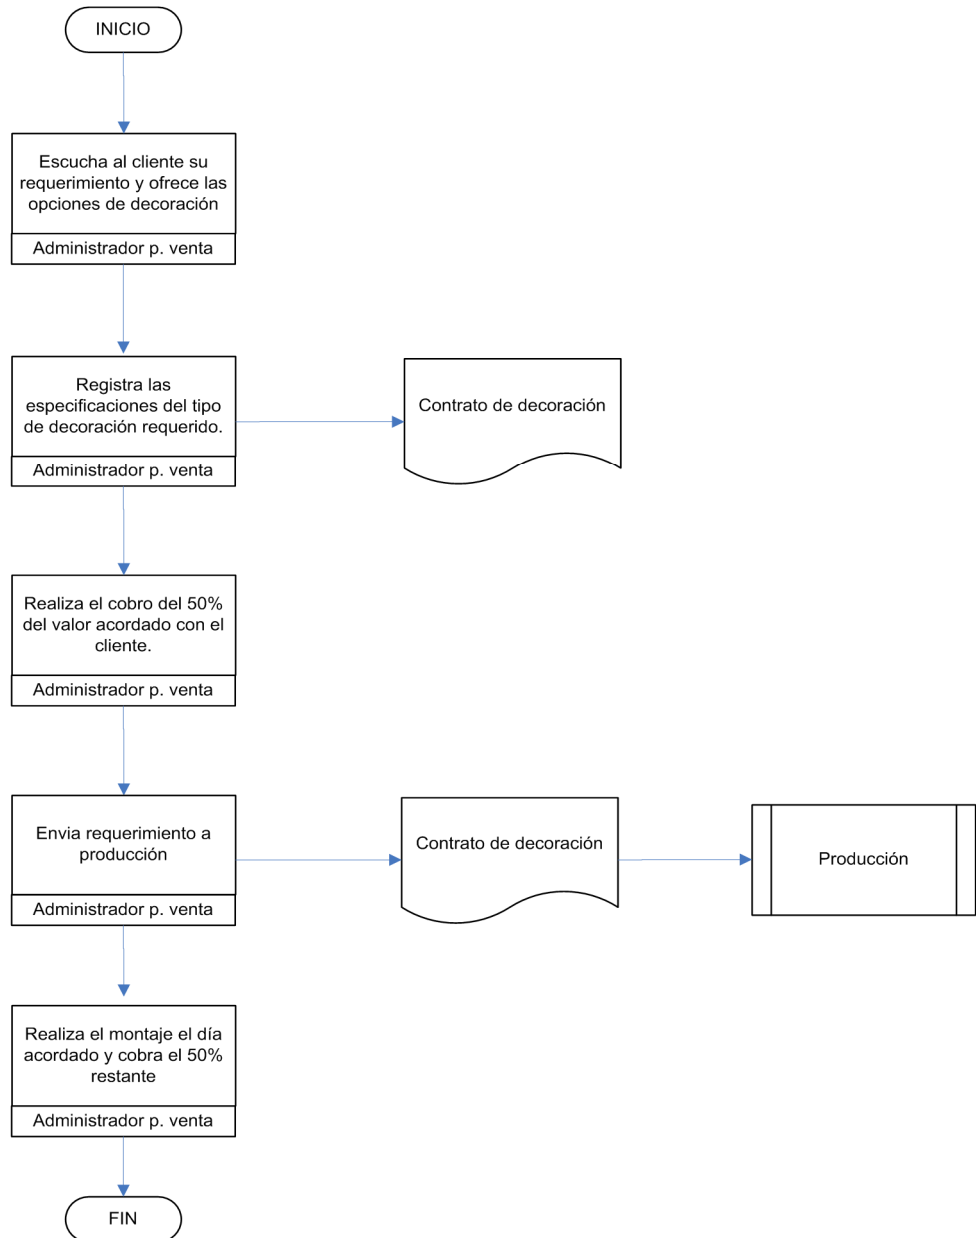 INICIO
Escucha al cliente su
requerimiento y ofrece las
opciones de decoración
Administrador p. venta
Registra las
especificaciones del tipo
de decoración requerido.
Administrador p. venta
Contrato de decoración
Realiza el cobro del 50%
del valor acordado con el
cliente.
Administrador p. venta
Envia requerimiento a
producción
Administrador p. venta
Contrato de decoración
Producción
Realiza el montaje el día
acordado y cobra el 50%
restante
Administrador p. venta
FIN